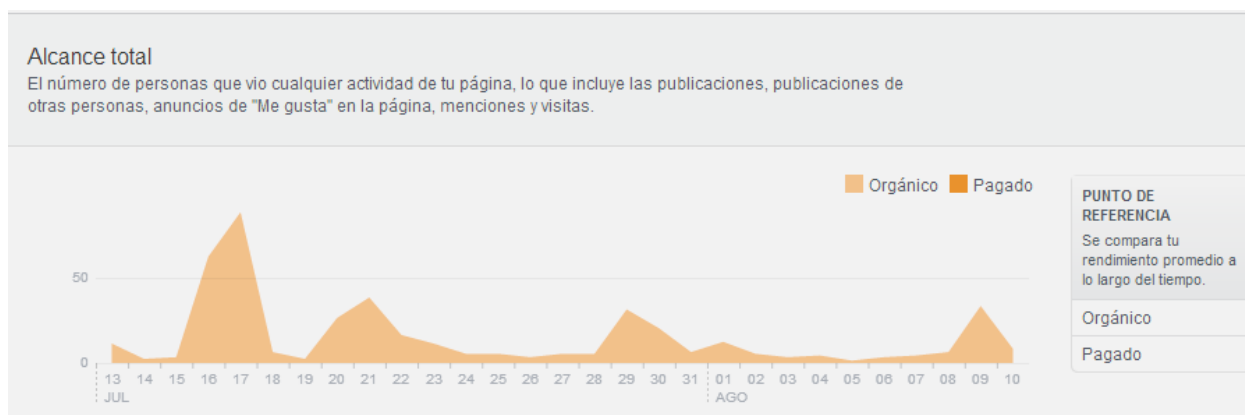 Alcance total
El número de personas que vio cualquier actividad de tu página, lo que incluye las publicaciones, publicaciones de
otras personas, anuncios de "Me gusta" en la página, menciones y visitas.
Orgánico Pagado
PUNTO DE
REFERENCIA
Se compara tu
rendimiento promedio a
lo largo del tiempo.
Orgánico
Pagado
50
0
13 14 15 16 17 18 19 20 21 22 23 24 25 26 27 28 29 30 31 01 02 03 04 05 06 07 08 09 10
JUL AGO